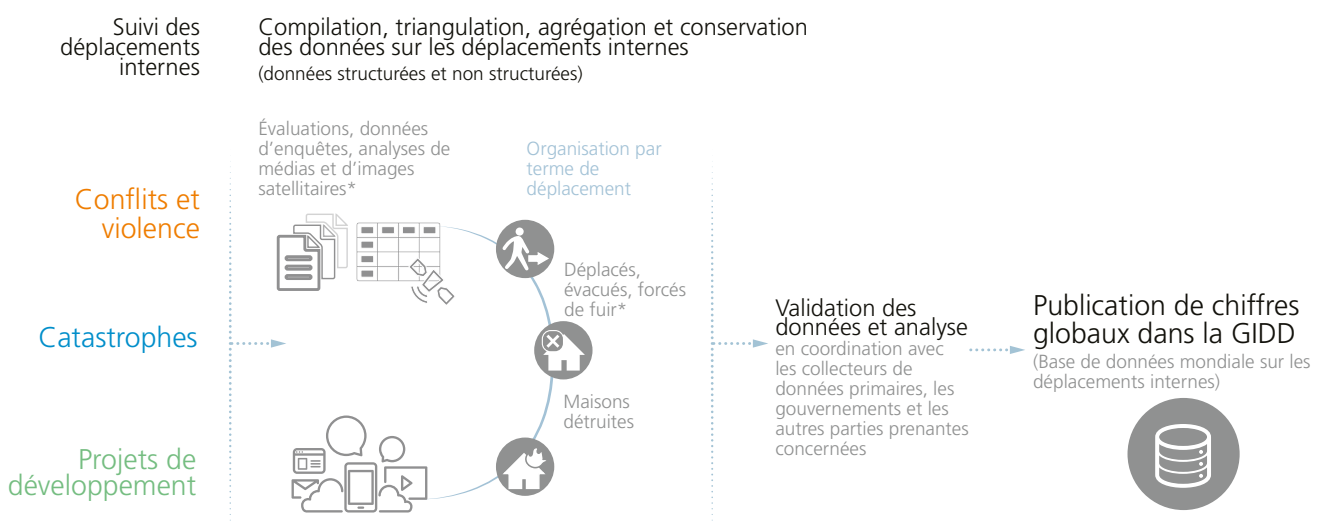 Suivi des
déplacements
internes
Compilation, triangulation, agrégation et conservation
des données sur les déplacements internes
(données structurées et non structurées)
Évaluations, données
d'enquêtes, analyses de
médias et d'images
satellitaires*
Organisation par
terme de
déplacement
Conflits et
violence
Catastrophes
Projets de
développement
Déplacés,
évacués, forcés
de fuir*
Maisons
détruites
Validation des
données et analyse
en coordination avec
les collecteurs de
données primaires, les
gouvernements et les
autres parties prenantes
concernées
Publication de chiffres
globaux dans la GIDD
(Base de données mondiale sur les
déplacements internes)